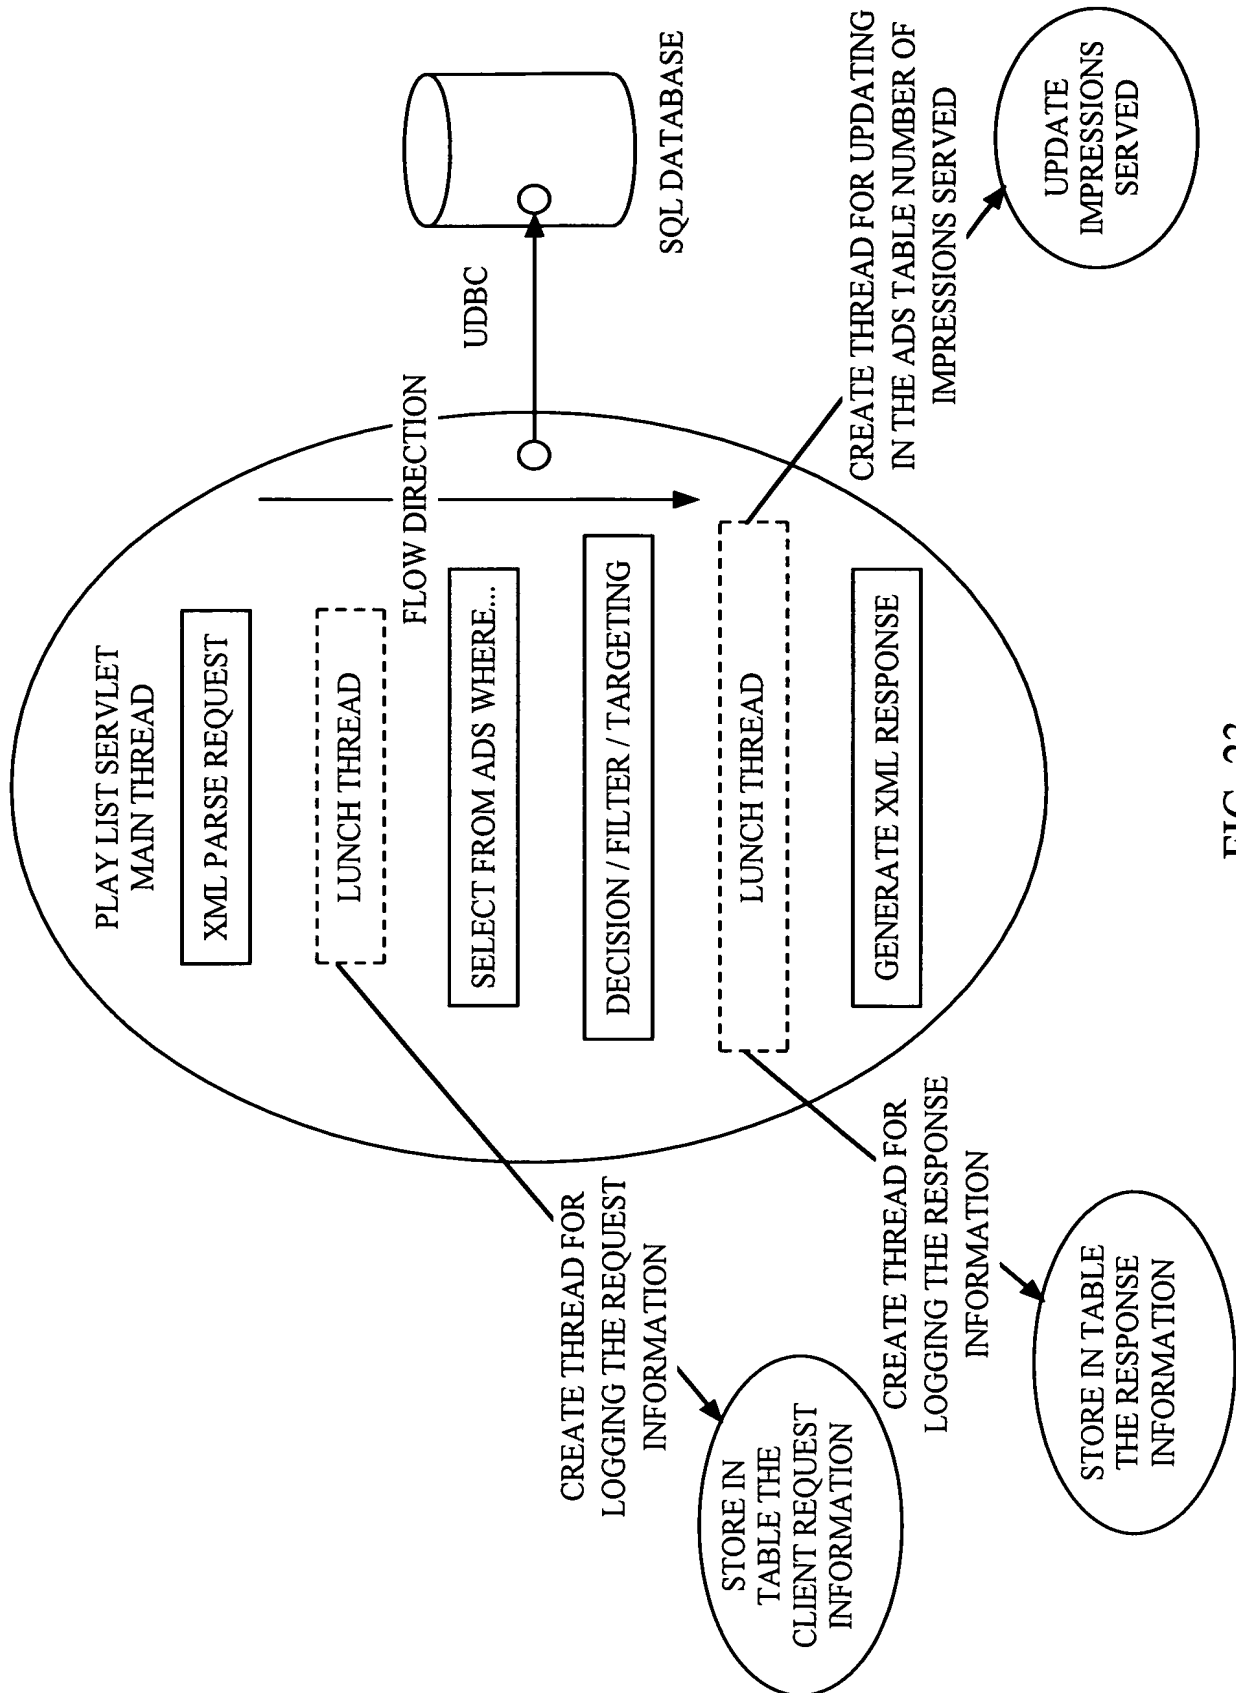 PLAY LIST SERVLET
MAIN THREAD
XML PARSE REQUEST
LUNCH THREAD
FLOW DIRECTION
SELECT FROM ADS WHERE...
DECISION / FILTER / TARGETING
LUNCH THREAD
GENERATE XML RESPONSE
UDBC
SQL DATABASE
CREATE THREAD FOR UPDATING
IN THE ADS TABLE NUMBER OF
IMPRESSIONS SERVED
UPDATE
IMPRESSIONS
SERVED
CREATE THREAD FOR
LOGGING THE REQUEST
INFORMATION
STORE IN
TABLE THE
CLIENT REQUEST
INFORMATION
CREATE THREAD FOR
LOGGING THE RESPONSE
INFORMATION
STORE IN TABLE
THE RESPONSE
INFORMATION
FIG.